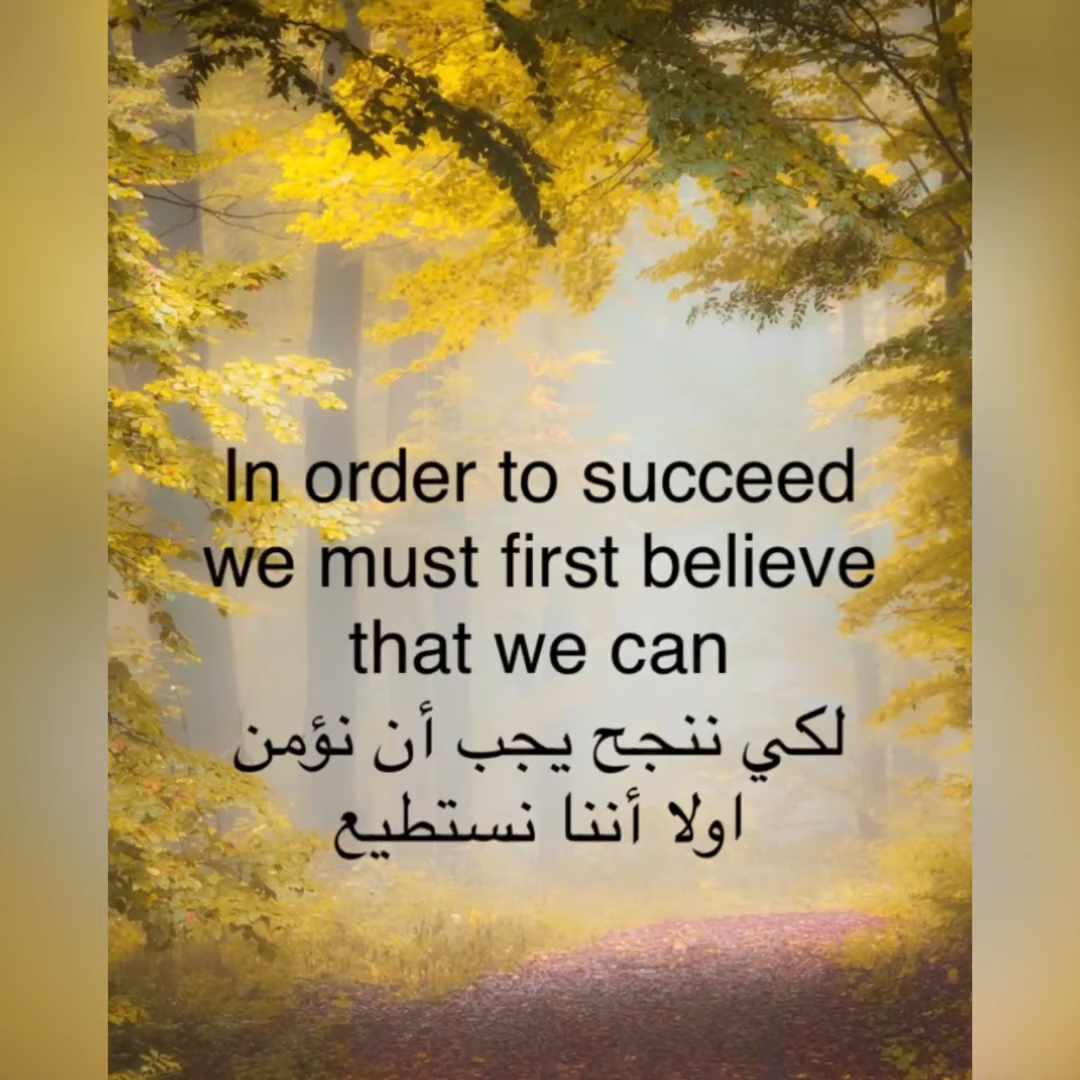 In order to succeed
we must first believe
that we can
لكي ننجح يجب أن نؤمن
اولا أننا نستطيع